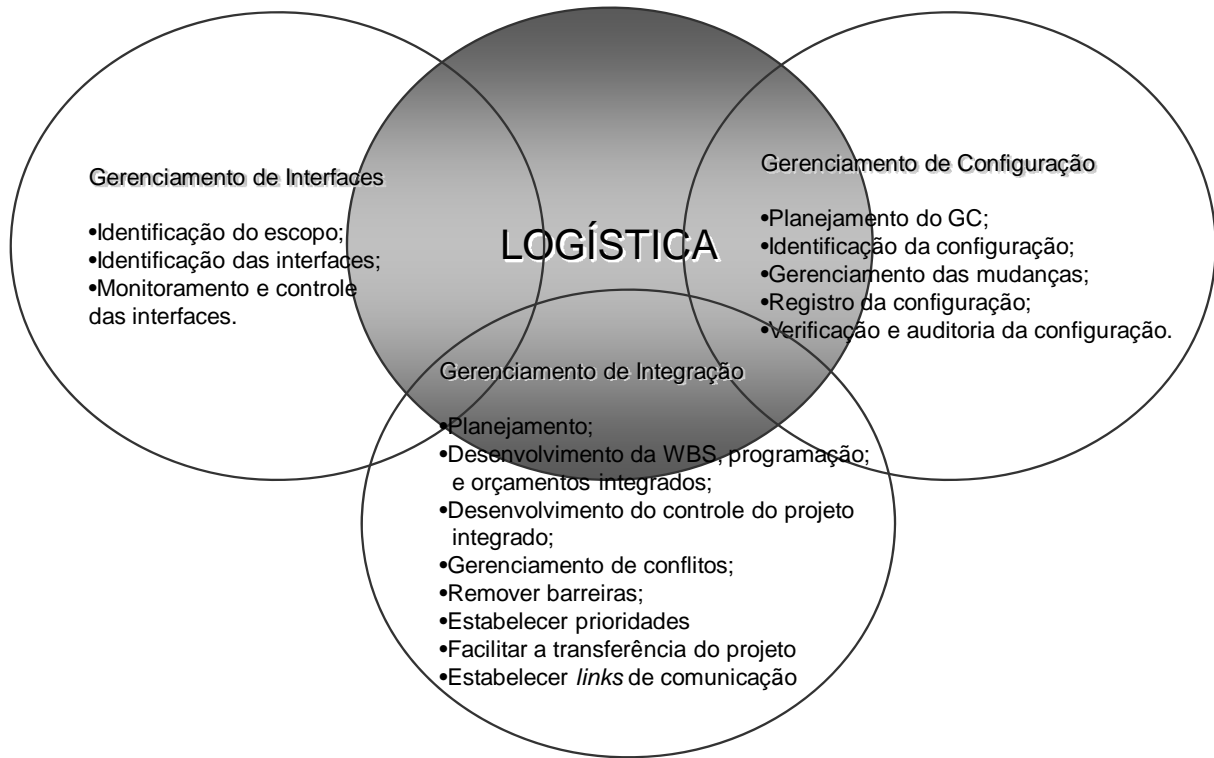 Gerenciamento de Interfaces
•Identificação do escopo;
•Identificação das interfaces;
•Monitoramento e controle
das interfaces.
LOGÍSTICA
Gerenciamento de Configuração
•Planejamento do GC;
•Identificação da configuração;
•Gerenciamento das mudanças;
•Registro da configuração;
•Verificação e auditoria da configuração.
Gerenciamento de Integração
•Planejamento;
•Desenvolvimento da WBS, programação;
e orçamentos integrados;
•Desenvolvimento do controle do projeto
integrado;
•Gerenciamento de conflitos;
•Remover barreiras;
•Estabelecer prioridades
•Facilitar a transferência do projeto
•Estabelecer links de comunicação